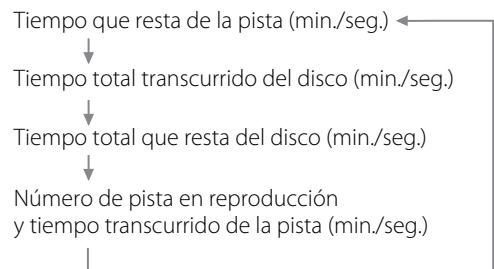 Tiempo que resta de la pista (min./seg.)
Tiempo total transcurrido del disco (min./seg.)
Tiempo total que resta del disco (min./seg.)
Número de pista en reproducción
y tiempo transcurrido de la pista (min./seg.)